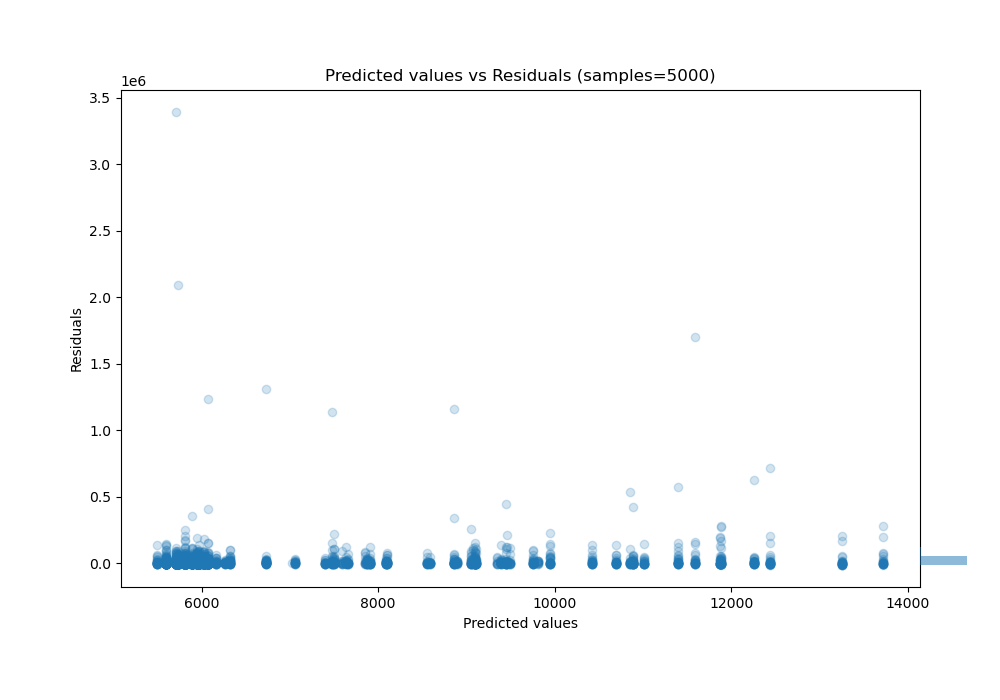 Predicted values vs Residuals (samples=5000)
1e6
3.5
3.0
2.5
2.0
1.5
1.0
0.5
0.0
Residuals
6000 8000 10000 12000 14000
Predicted values